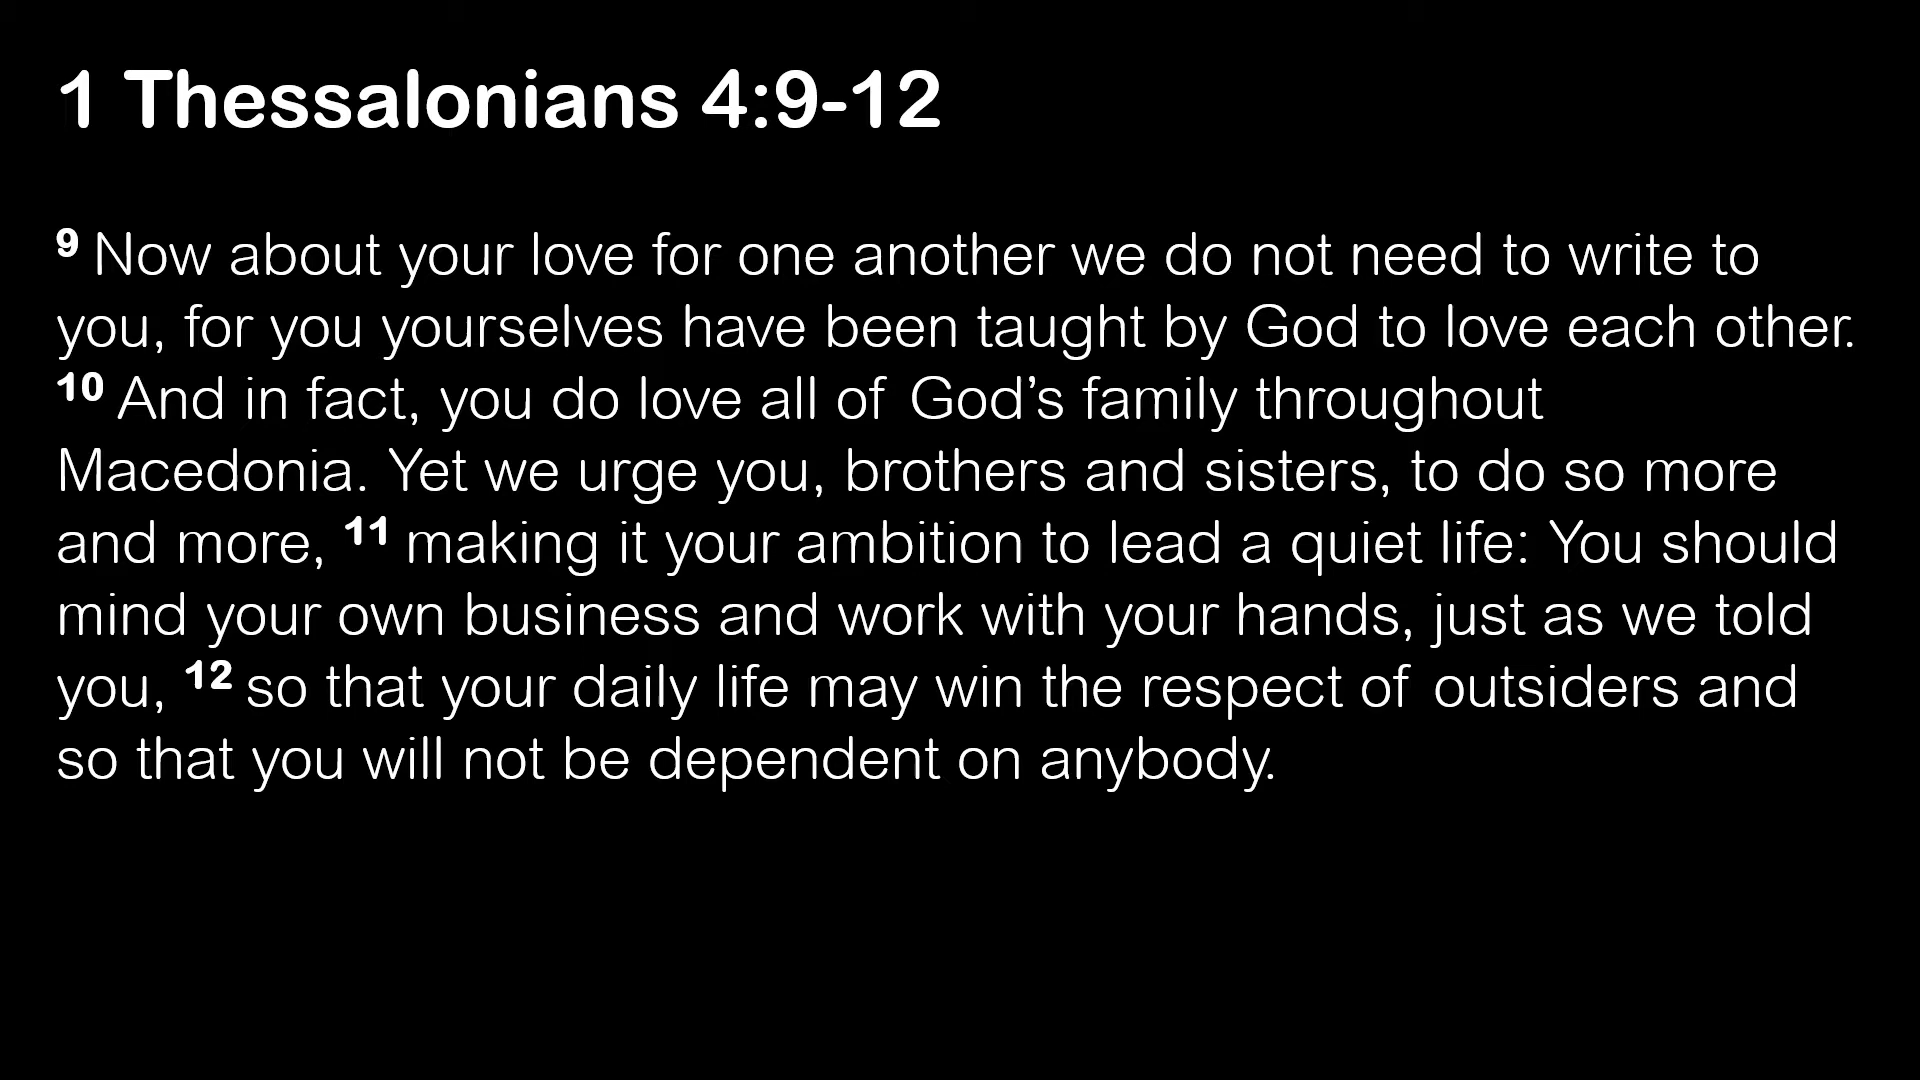 1 Thessalonians 4:9-12
9 Now about your love for one another we do not need to write to
you, for you yourselves have been taught by God to love each other.
10 And in fact, you do love all of God’s family throughout
Macedonia. Yet we urge you, brothers and sisters, to do so more
and more, 11 making it your ambition to lead a quiet life: You should
mind your own business and work with your hands, just as we told
you, 12 so that your daily life may win the respect of outsiders and
so that you will not be dependent on anybody.